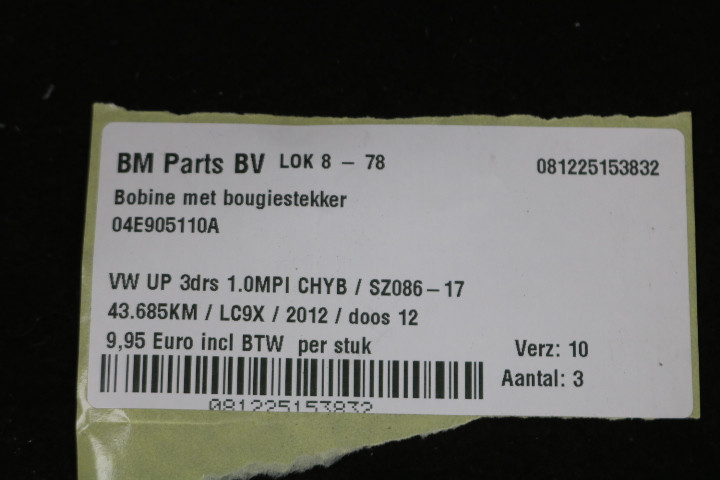 BM Parts BV LOK 8 - 78 081225153832
Bobine met bougiestekker
04E905110A
VW UP 3drs 1.0MPI CHYB / SZ086-17
43.685KM / LC9X / 2012 / doos 12
9,95 Euro incl BTW per stuk Verz: 10
Aantal: 3
081225153832